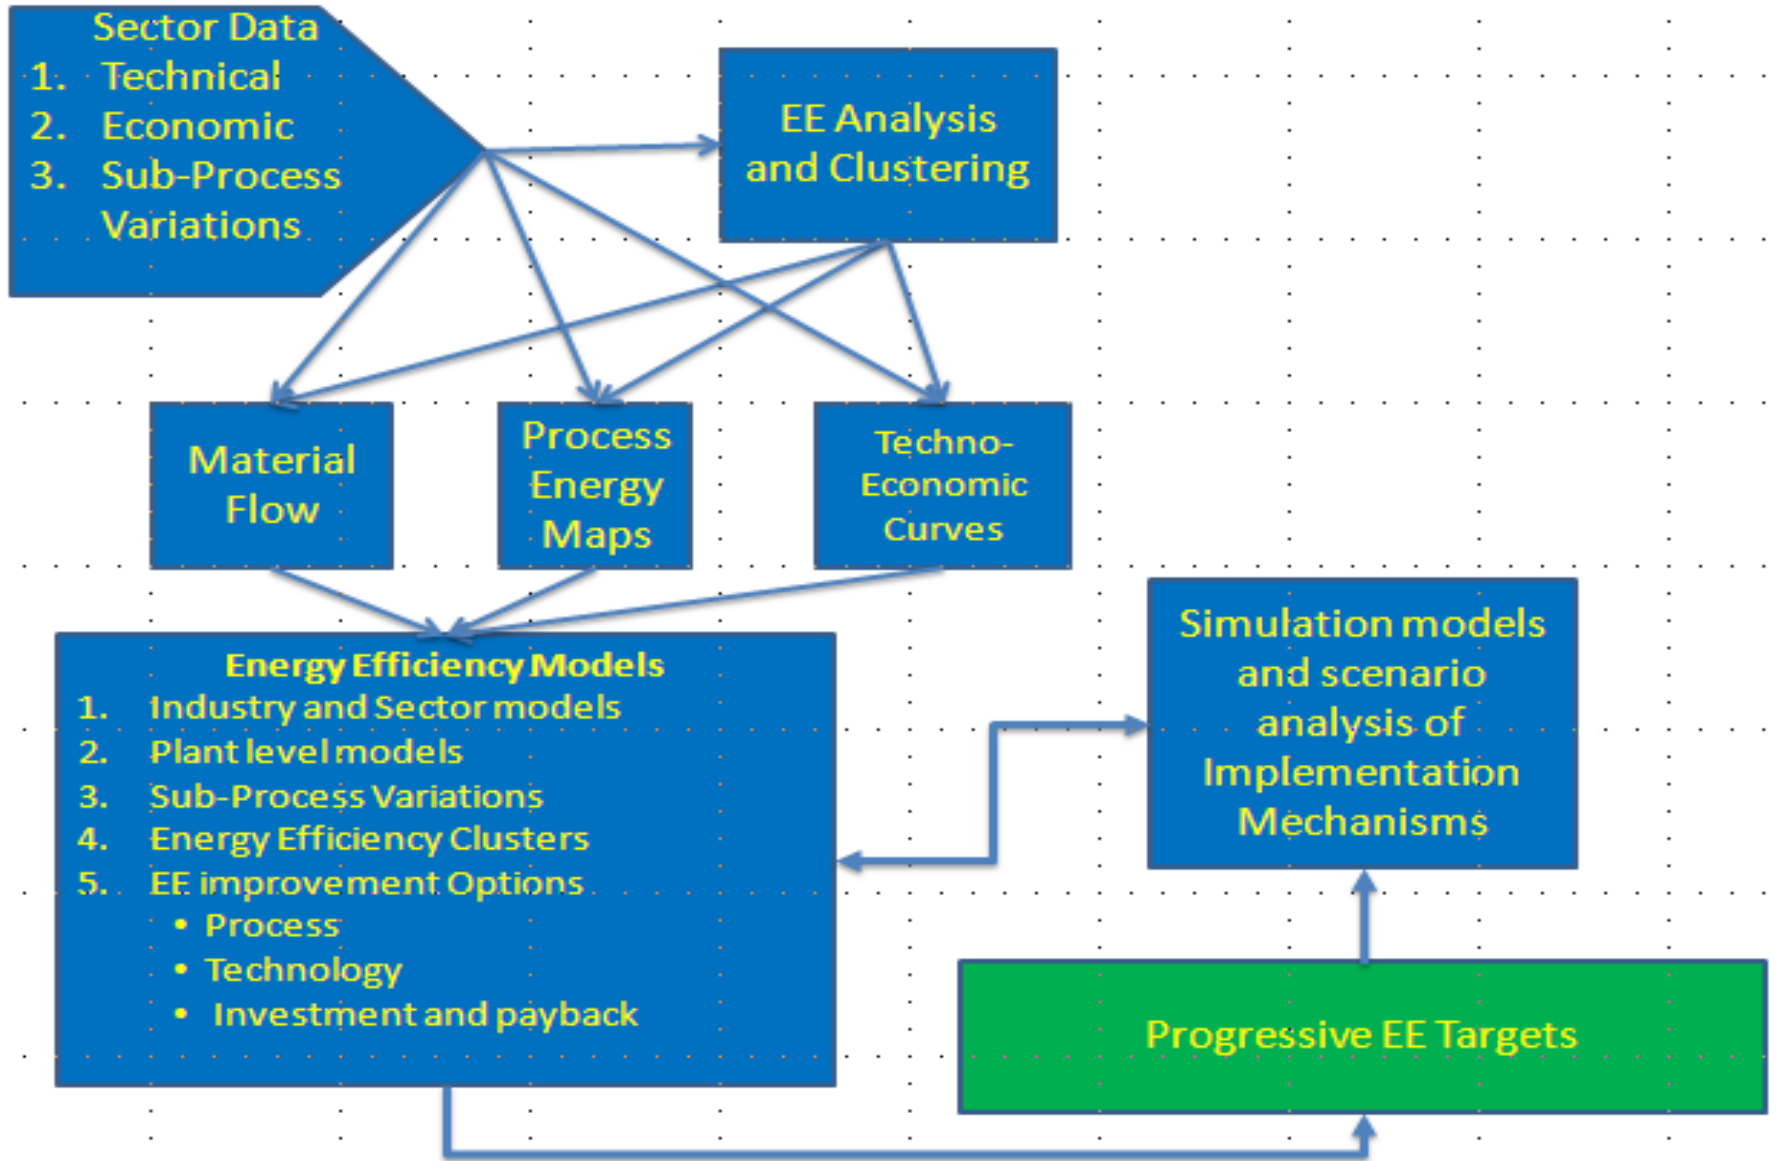 Sector Data
1. Technical
2. Economic
3. Sub-Process
Variations
EE Analysis
and Clustering
Material
Flow
Process
Energy
Maps
Techno-
Economic
Curves
Energy Efficiency Models
1. Industry and Sector models
2. Plant level models
3. Sub-Process Variations
4. Energy Efficiency Clusters
5. EE improvement Options
• Process
• Technology
• Investment and payback
Simulation models
and scenario
analysis of
Implementation
Mechanisms
Progressive EE Targets